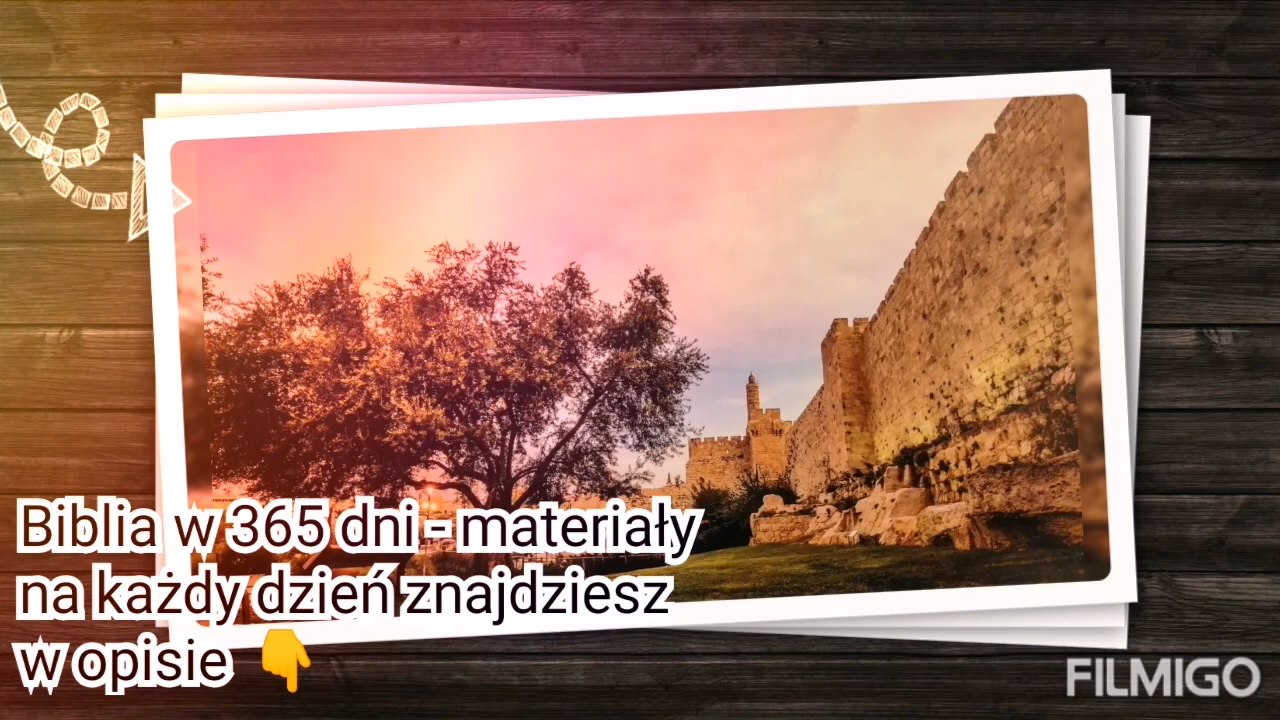 Biblia w 365 dni - materiały
na każdy dzień znajdziesz
w opisie 👇
FILMIGO